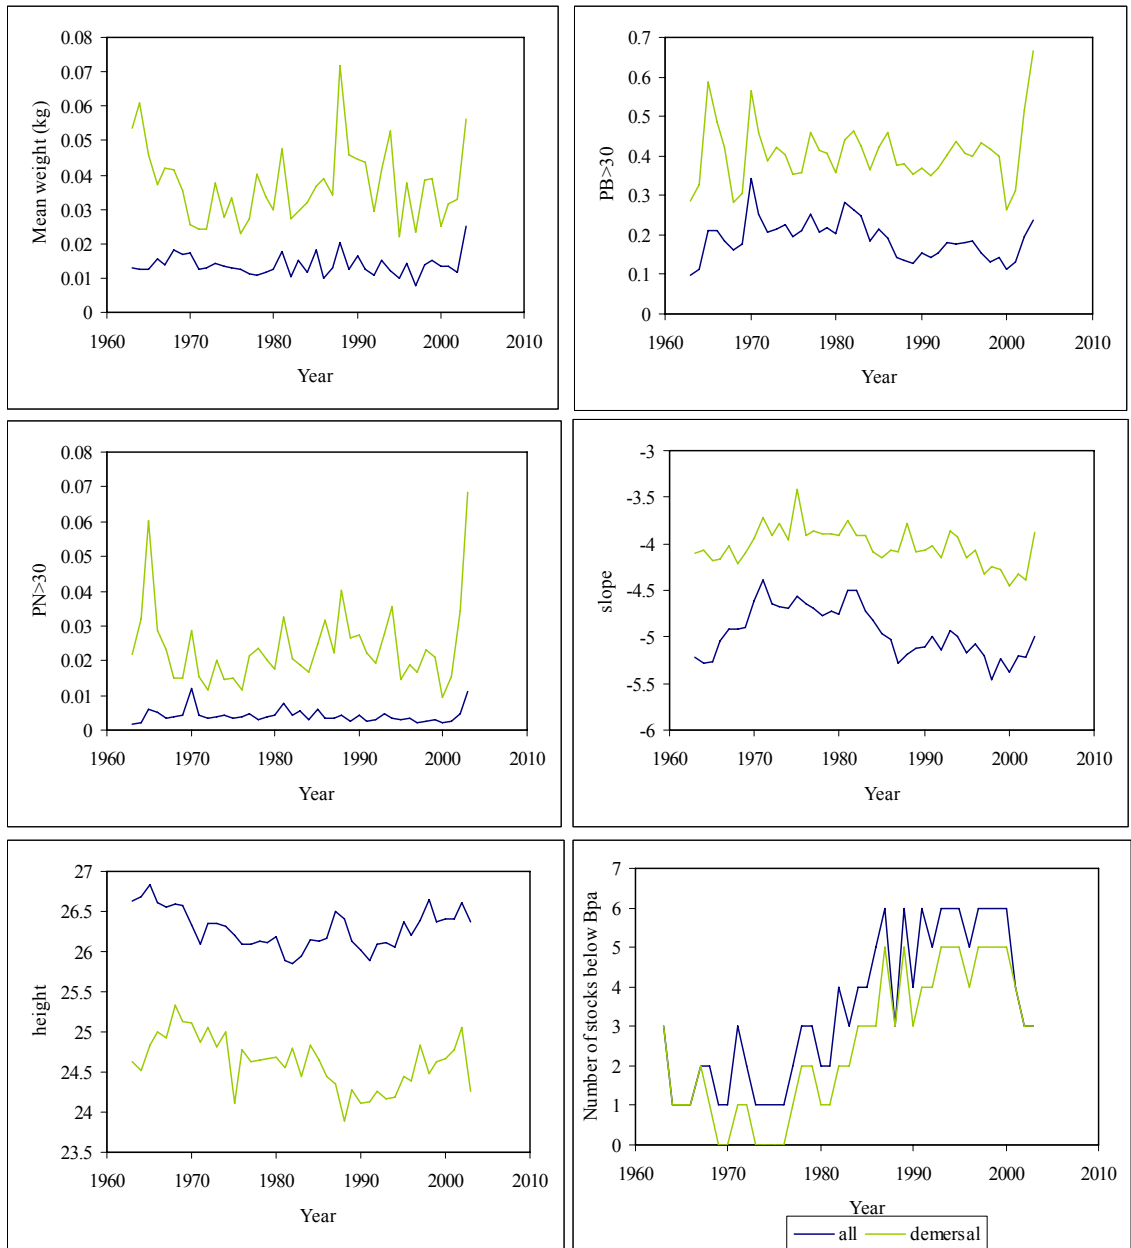 0.08
0.07
0.06
0.05
0.04
0.03
0.02
0.01
0
Mean weight (kg)
1960 1970 1980 1990 2000 2010
Year
0.7
0.6
0.5
0.4
0.3
0.2
0.1
0
PB>30
1960 1970 1980 1990 2000 2010
Year
0.08
0.07
0.06
0.05
0.04
0.03
0.02
0.01
0
PN>30
1960 1970 1980 1990 2000 2010
Year
-3
-3.5
-4
-4.5
-5
-5.5
-6
slope
1960 1970 1980 1990 2000 2010
Year
27
26.5
26
25.5
25
24.5
24
23.5
height
1960 1970 1980 1990 2000 2010
Year
7
6
5
4
3
2
1
0
Number of stocks below Bpa
1960 1970 1980 1990 2000 2010
Year
all demersal